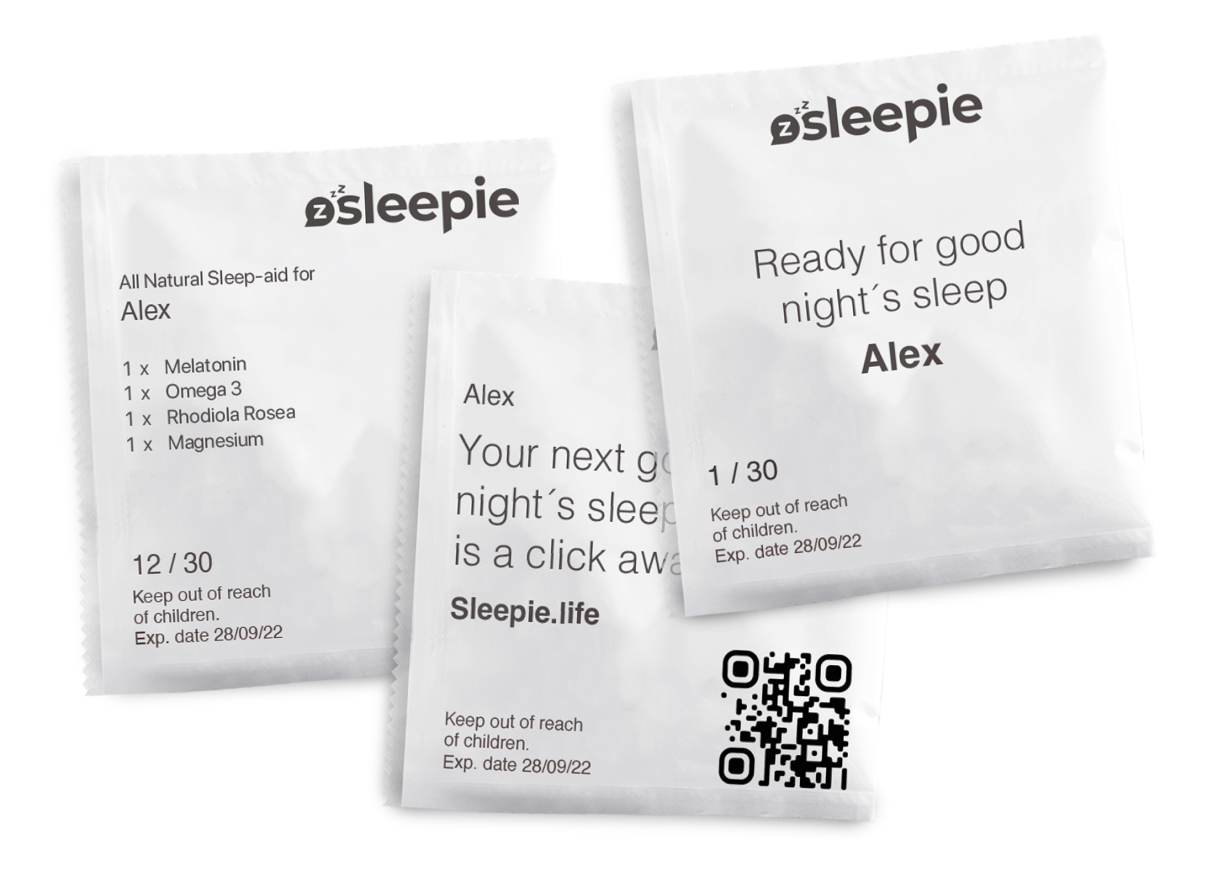 sleepie
All Natural Sleep-aid for
Alex
1 x Melatonin
1 x Omega 3
1 x Rhodiola Rosea
1 x Magnesium
12 / 30
Keep out of reach
of children.
Exp. date 28/09/22
Alex
Your next
night´s
is a click
Sleepie.life
Keep out of reach
of children.
Exp. date 28/09/22
sleepie
Ready for good
night´s sleep
Alex
1 / 30
Keep out of reach
of children.
Exp. date 28/09/22